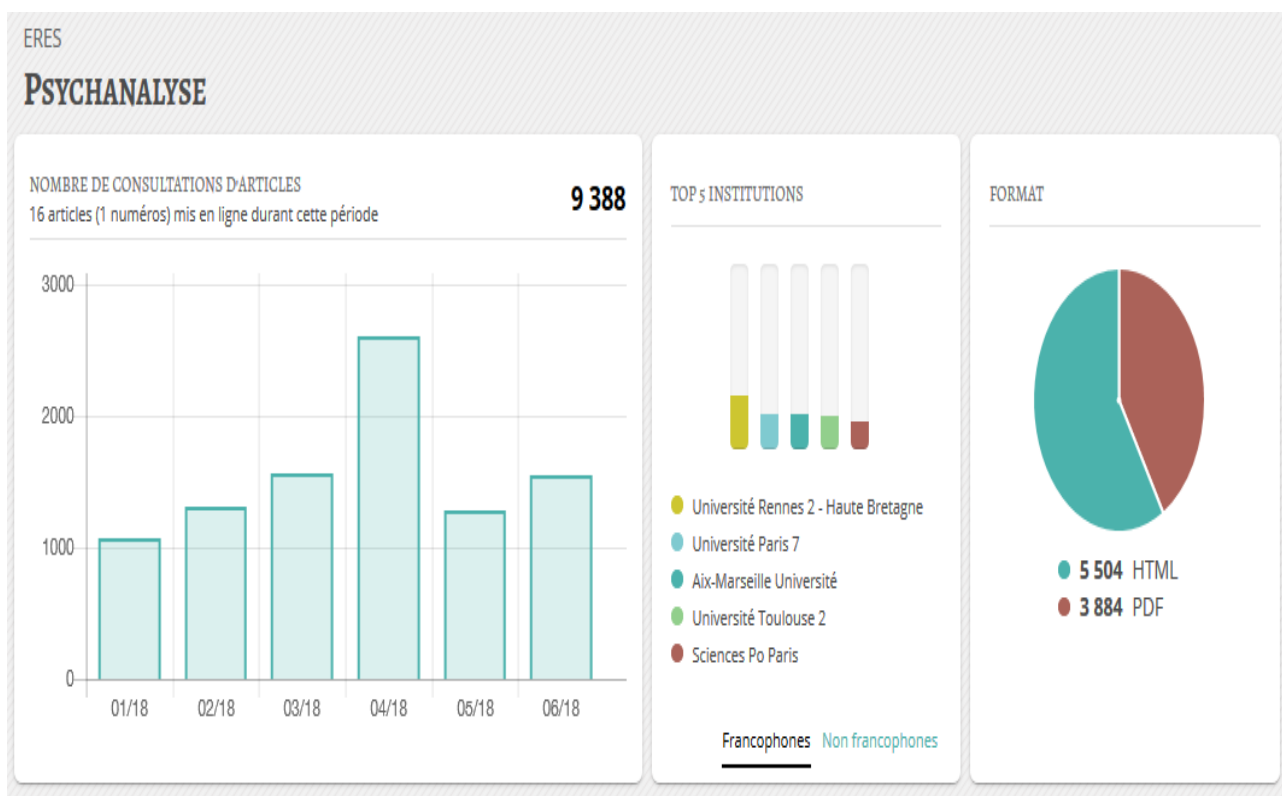 ERES
PSYCHANALYSE
NOMBRE DE CONSULTATIONS D'ARTICLES
16 articles (1 numéros) mis en ligne durant cette période
9 388
3000
2000
1000
0
01/18 02/18 03/18 04/18 05/18 06/18
TOP 5 INSTITUTIONS
Université Rennes 2 - Haute Bretagne
Université Paris 7
Aix-Marseille Université
Université Toulouse 2
Sciences Po Paris
Francophones Non francophones
FORMAT
5 504 HTML
3 884 PDF